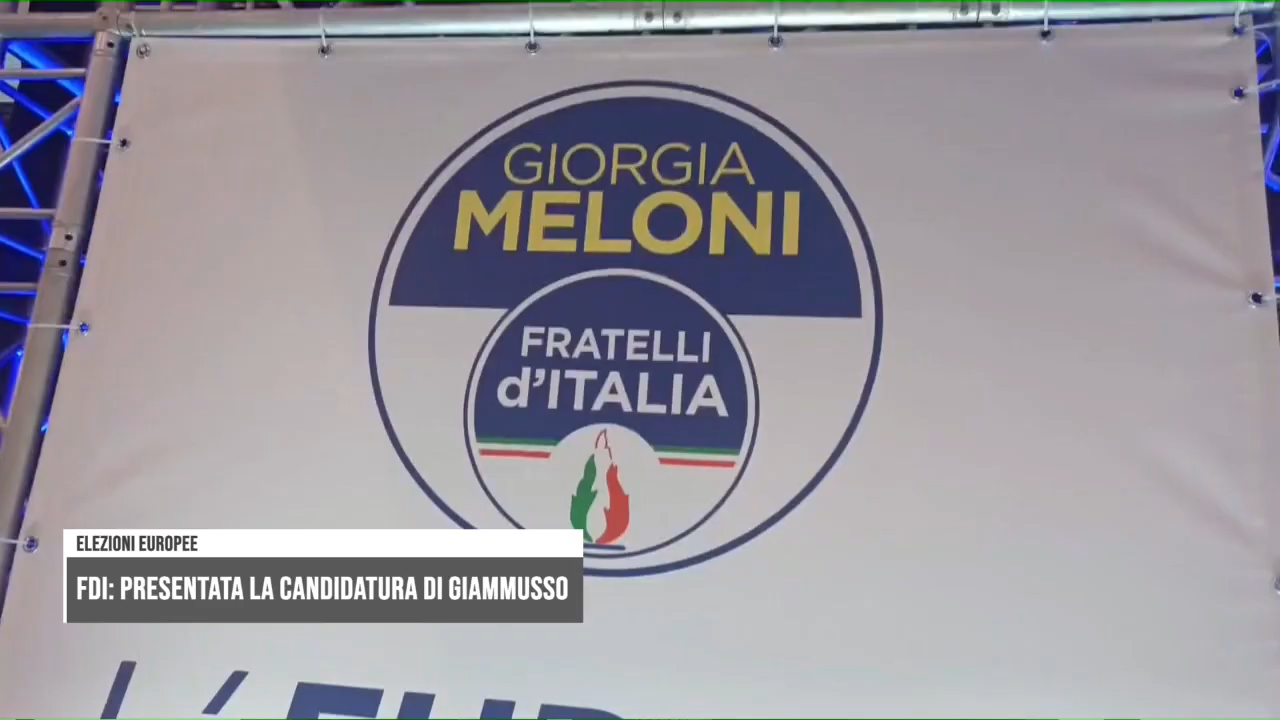 GIORGIA
MELONI
FRATELLI
d'ITALIA
ELEZIONI EUROPEE
FDI: PRESENTATA LA CANDIDATURA DI GIAMMUSSO